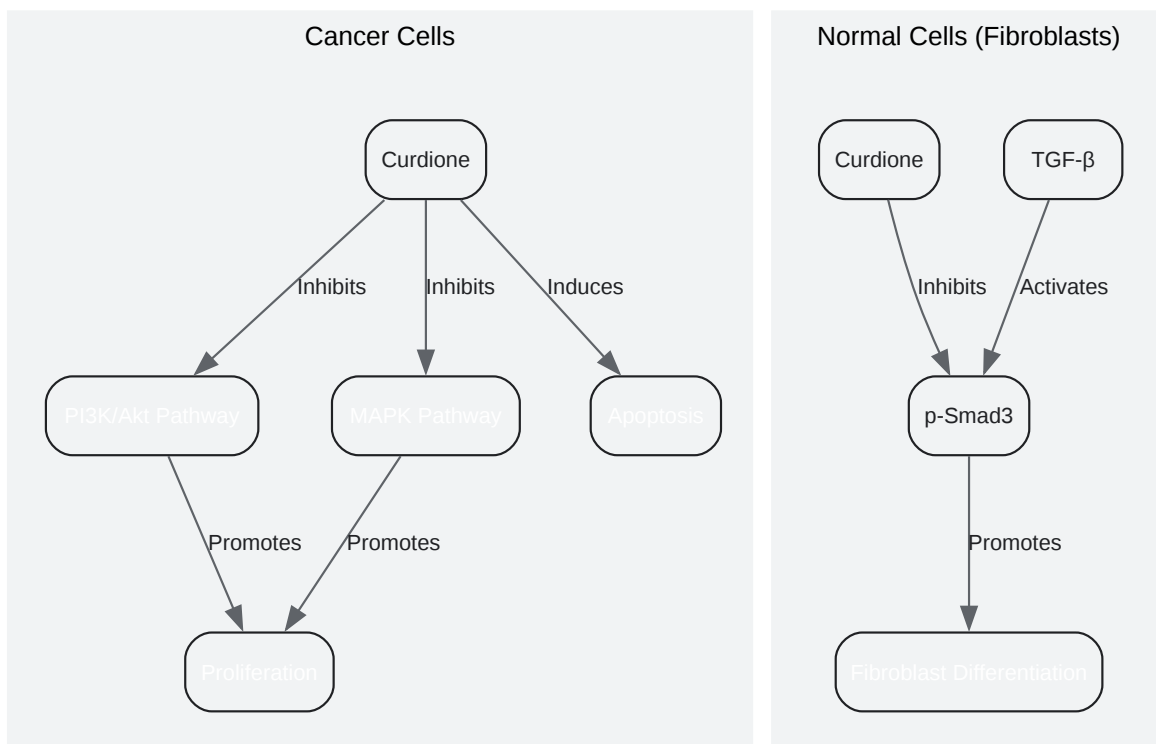 Cancer Cells
Normal Cells (Fibroblasts)
Curdione
Inhibits
Inhibits
Induces
PI3K/Akt Pathway
MAPK Pathway
Apoptosis
Promotes
Promotes
Proliferation
Curdione
TGF-β
Inhibits
Activates
p-Smad3
Promotes
Fibroblast Differentiation